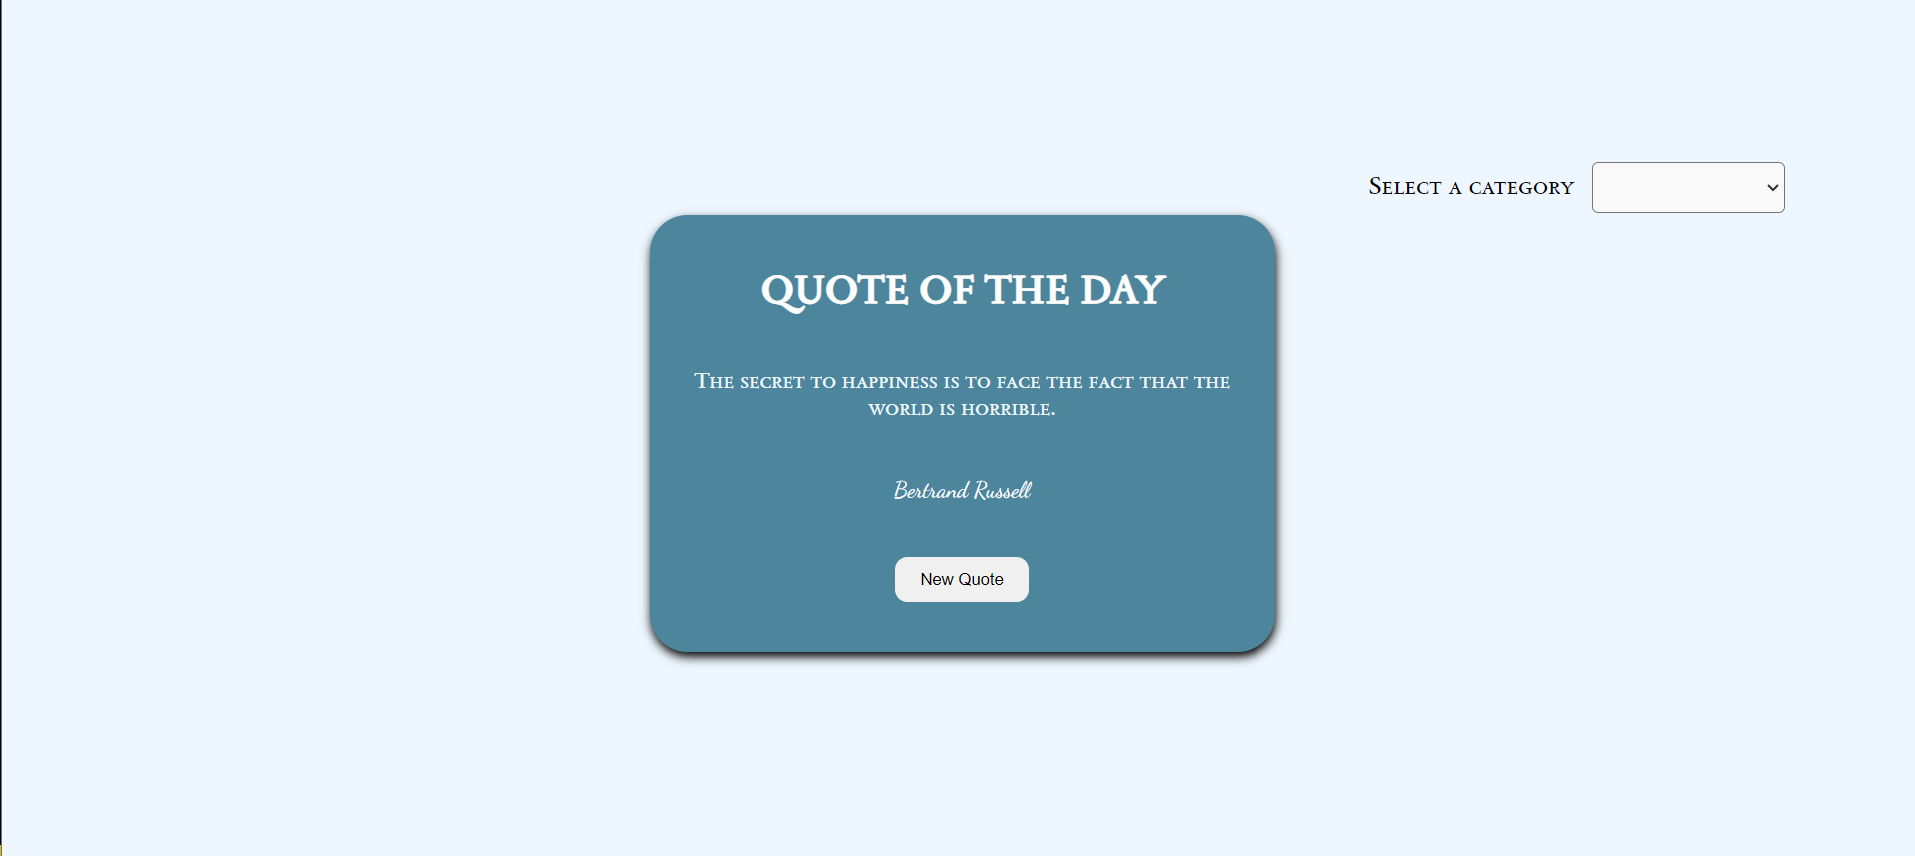 Select a category
QUOTE OF THE DAY
The secret to happiness is to face the fact that the
world is horrible.
Bertrand Russell
New Quote